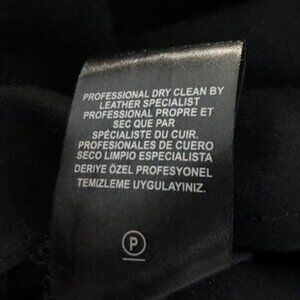 PROFESSIONAL DRY CLEAN BY
LEATHER SPECIALIST
PROFESSIONAL PROPRE ET
SEC QUE PAR
SPÉCIALISTE DU CUIR.
PROFESIONALES DE CUERO
SECO LIMPIO ESPECIALISTA
DERIYE ÖZEL PROFESYONEL
TEMIZLEME UYGULAYINIZ.
P